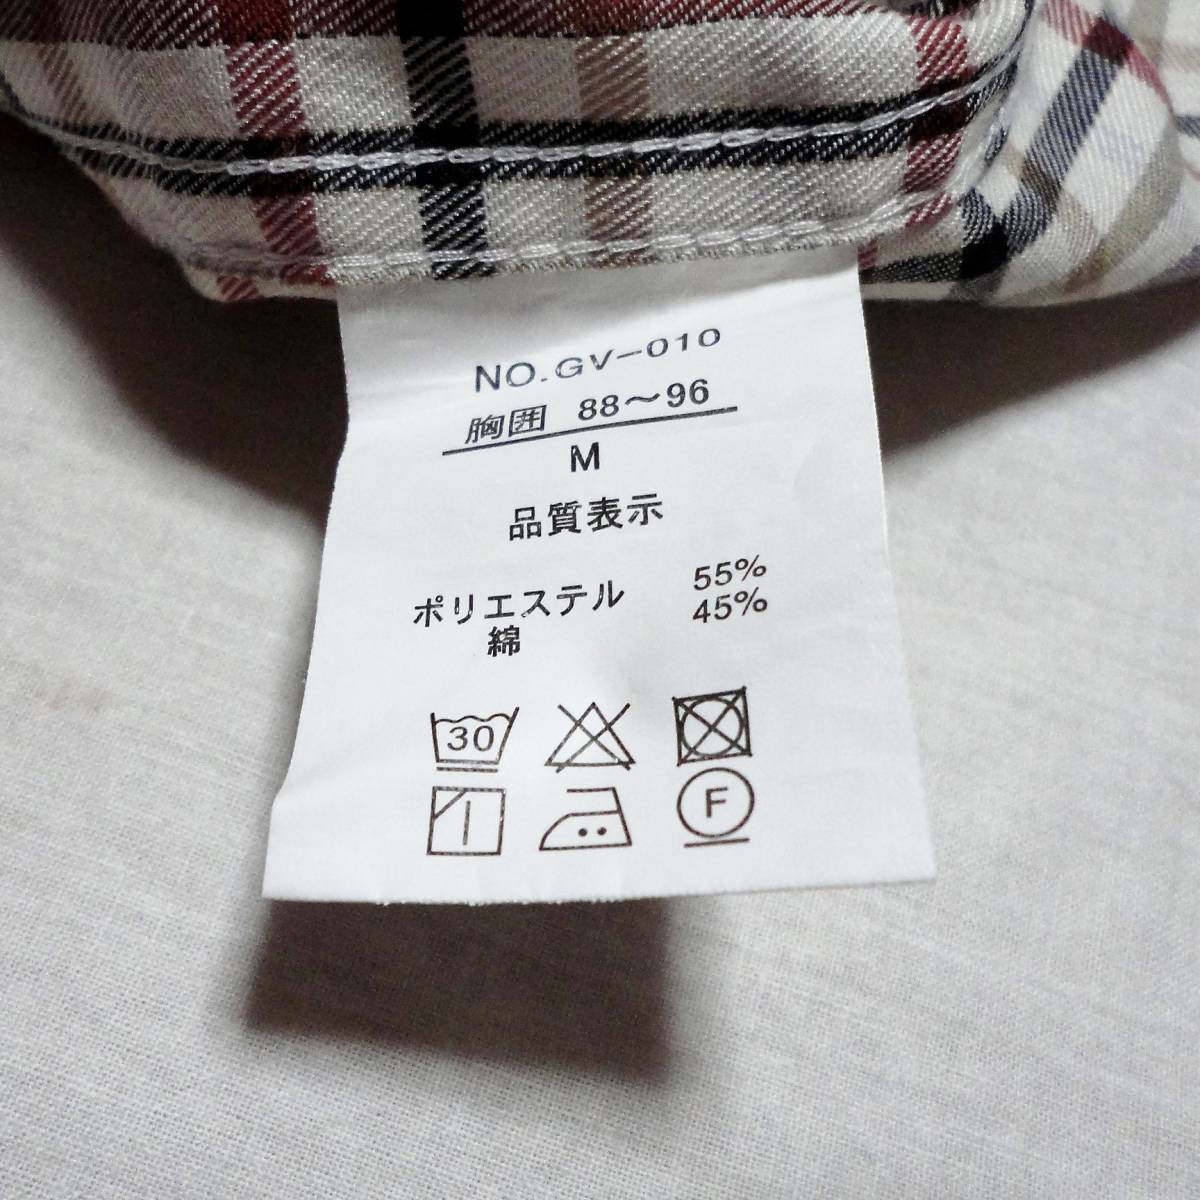 NO.GV-010
胸囲 88〜96
M
品質表示
ポリエステル 55%
綿 45%
30
F